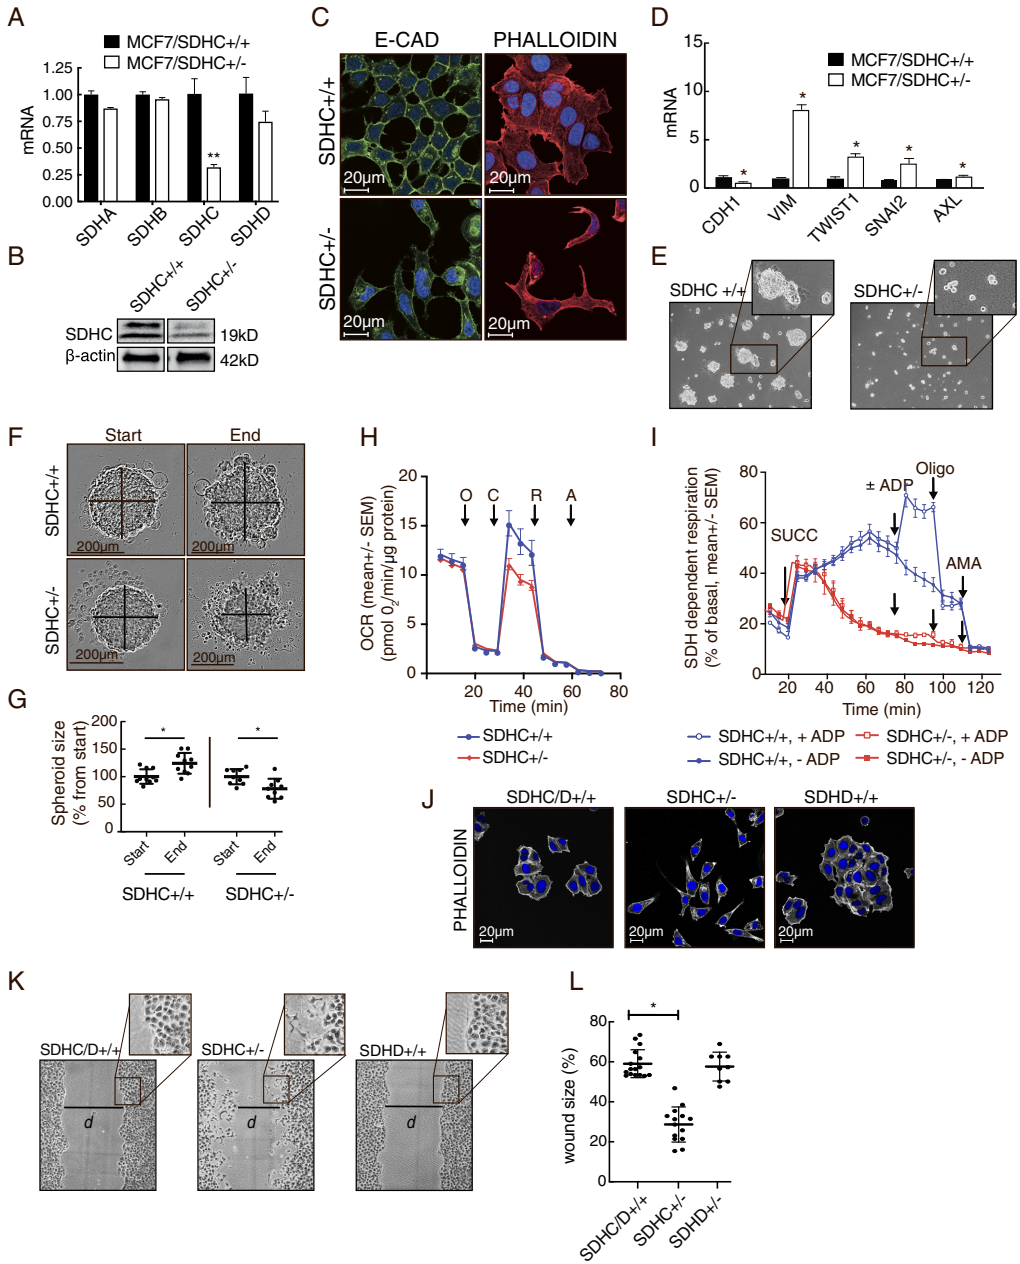 A
MCF7/SDHC+/+
MCF7/SDHC+/-
mRNA
1.25
1.00
0.75
0.50
0.25
0.00
**
SDHA
SDHB
SDHC
SDHD
B
SDHC+/+
SDHC+/-
SDHC
19kD
β-actin
42kD
C
E-CAD
PHALLOIDIN
SDHC+/+
20µm
20µm
SDHC+/-
20µm
20µm
D
MCF7/SDHC+/+
MCF7/SDHC+/-
mRNA
15
10
5
0
*
*
*
*
*
CDH1
VIM
TWIST1
SNAI2
AXL
E
SDHC +/+
SDHC+/-
F
Start
End
SDHC+/+
200µm
200µm
SDHC+/-
200µm
200µm
G
Spheroid size
(% from start)
200
150
100
50
0
*
*
Start
End
Start
End
SDHC+/+
SDHC+/-
H
OCR (mean+/- SEM)
(pmol O2/min/µg protein)
20
15
10
5
0
O
C
R
A
20
40
60
80
Time (min)
SDHC+/+
SDHC+/-
I
SDH dependent respiration
(% of basal, mean+/- SEM)
80
60
40
20
0
SUCC
± ADP
Oligo
AMA
0
20
40
60
80
100
120
Time (min)
SDHC+/+, + ADP
SDHC+/+, - ADP
SDHC+/-, + ADP
SDHC+/-, - ADP
J
SDHC/D+/+
SDHC+/-
SDHD+/+
PHALLOIDIN
20µm
20µm
20µm
K
SDHC/D+/+
SDHC+/-
SDHD+/+
d
d
d
L
wound size (%)
80
60
40
20
0
*
SDHC/D+/+
SDHC+/-
SDHD+/-